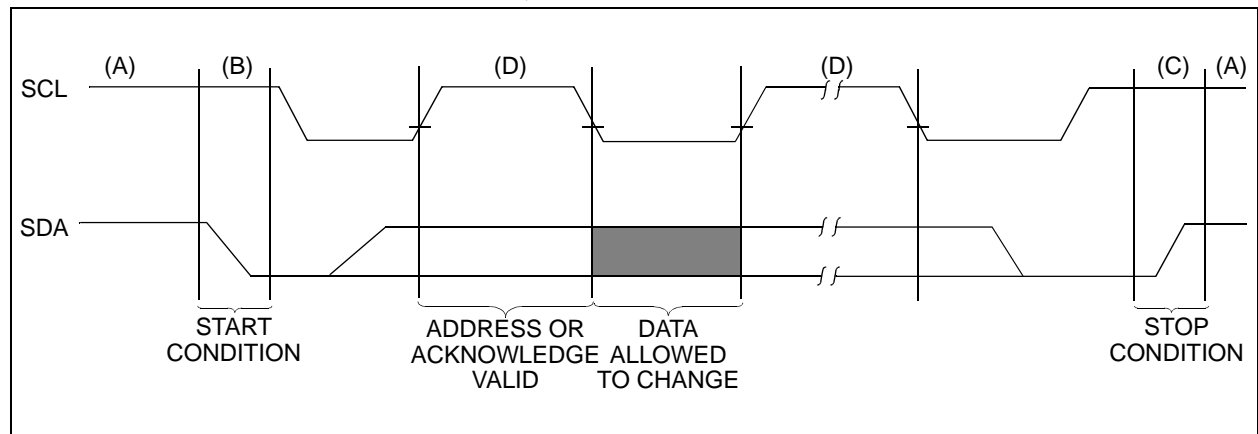 (A) (B) (D) (D) (C) (A)
SCL
SDA
START
CONDITION
ADDRESS OR
ACKNOWLEDGE
VALID
DATA
ALLOWED
TO CHANGE
STOP
CONDITION